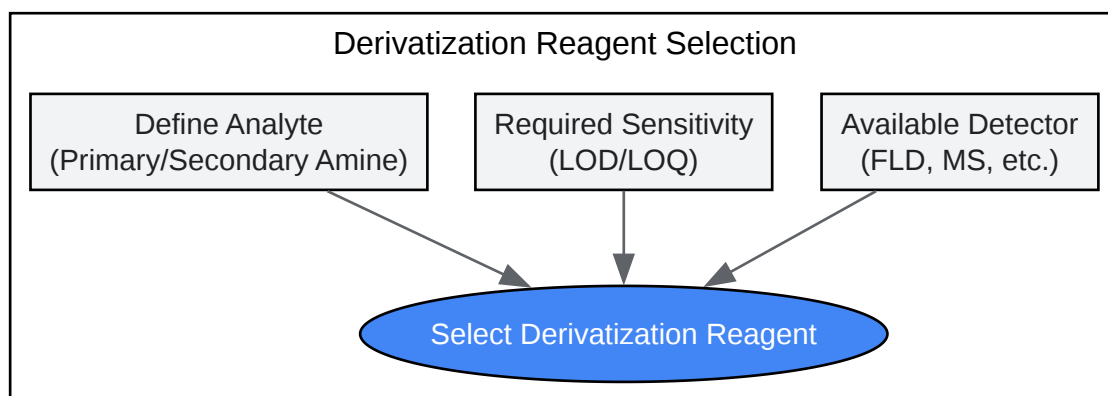 Derivatization Reagent Selection
Define Analyte
(Primary/Secondary Amine)
Required Sensitivity
(LOD/LOQ)
Available Detector
(FLD, MS, etc.)
Select Derivatization Reagent